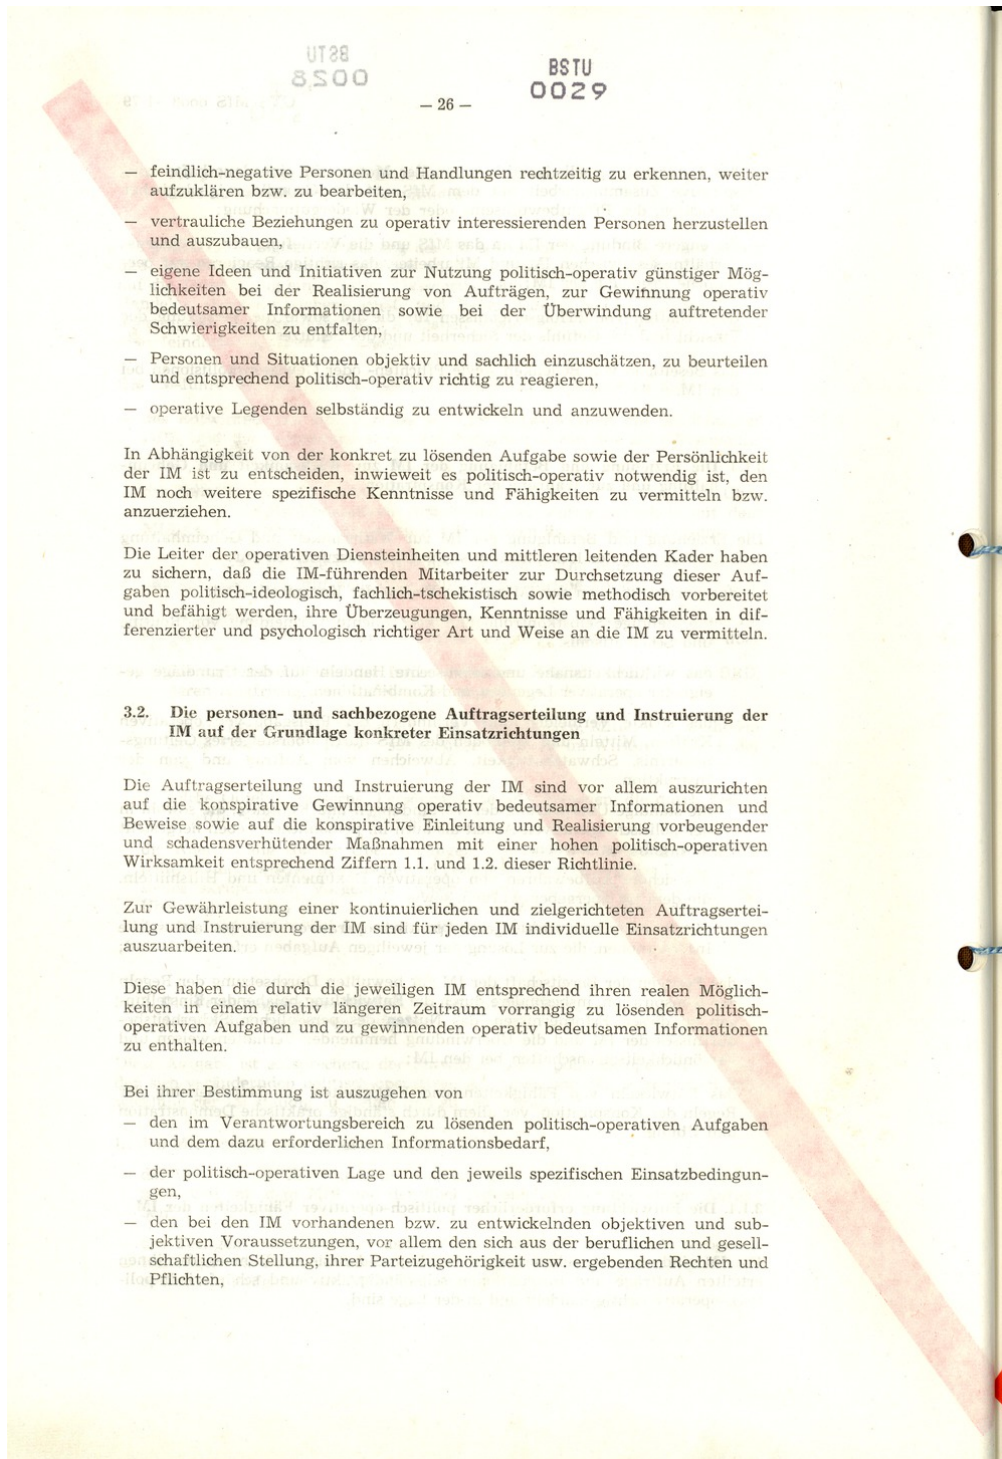 BSTU
0028
BSTU
0029
— 26 —
— feindlich-negative Personen und Handlungen rechtzeitig zu erkennen, weiter
aufzuklären bzw. zu bearbeiten,
— vertrauliche Beziehungen zu operativ interessierenden Personen herzustellen
und auszubauen,
— eigene Ideen und Initiativen zur Nutzung politisch-operativ günstiger Mög-
lichkeiten bei der Realisierung von Aufträgen, zur Gewinnung operativ
bedeutsamer Informationen sowie bei der Überwindung auftretender
Schwierigkeiten zu entfalten,
— Personen und Situationen objektiv und sachlich einzuschätzen, zu beurteilen
und entsprechend politisch-operativ richtig zu reagieren,
— operative Legenden selbständig zu entwickeln und anzuwenden.
In Abhängigkeit von der konkret zu lösenden Aufgabe sowie der Persönlichkeit
der IM ist zu entscheiden, inwieweit es politisch-operativ notwendig ist, den
IM noch weitere spezifische Kenntnisse und Fähigkeiten zu vermitteln bzw.
anzuerziehen.
Die Leiter der operativen Diensteinheiten und mittleren leitenden Kader haben
zu sichern, daß die IM-führenden Mitarbeiter zur Durchsetzung dieser Auf-
gaben politisch-ideologisch, fachlich-tschekistisch sowie methodisch vorbereitet
und befähigt werden, ihre Überzeugungen, Kenntnisse und Fähigkeiten in dif-
ferenzierter und psychologisch richtiger Art und Weise an die IM zu vermitteln.
3.2. Die personen- und sachbezogene Auftragserteilung und Instruierung der
IM auf der Grundlage konkreter Einsatzrichtungen
Die Auftragserteilung und Instruierung der IM sind vor allem auszurichten
auf die konspirative Gewinnung operativ bedeutsamer Informationen und
Beweise sowie auf die konspirative Einleitung und Realisierung vorbeugender
und schadensverhütender Maßnahmen mit einer hohen politisch-operativen
Wirksamkeit entsprechend Ziffern 1.1. und 1.2. dieser Richtlinie.
Zur Gewährleistung einer kontinuierlichen und zielgerichteten Auftragsertei-
lung und Instruierung der IM sind für jeden IM individuelle Einsatzrichtungen
auszuarbeiten.
Diese haben die durch die jeweiligen IM entsprechend ihren realen Möglich-
keiten in einem relativ längeren Zeitraum vorrangig zu lösenden politisch-
operativen Aufgaben und zu gewinnenden operativ bedeutsamen Informationen
zu enthalten.
Bei ihrer Bestimmung ist auszugehen von
— den im Verantwortungsbereich zu lösenden politisch-operativen Aufgaben
und dem dazu erforderlichen Informationsbedarf,
— der politisch-operativen Lage und den jeweils spezifischen Einsatzbedingun-
gen,
— den bei den IM vorhandenen bzw. zu entwickelnden objektiven und sub-
jektiven Voraussetzungen, vor allem den sich aus der beruflichen und gesell-
schaftlichen Stellung, ihrer Parteizugehörigkeit usw. ergebenden Rechten und
Pflichten,